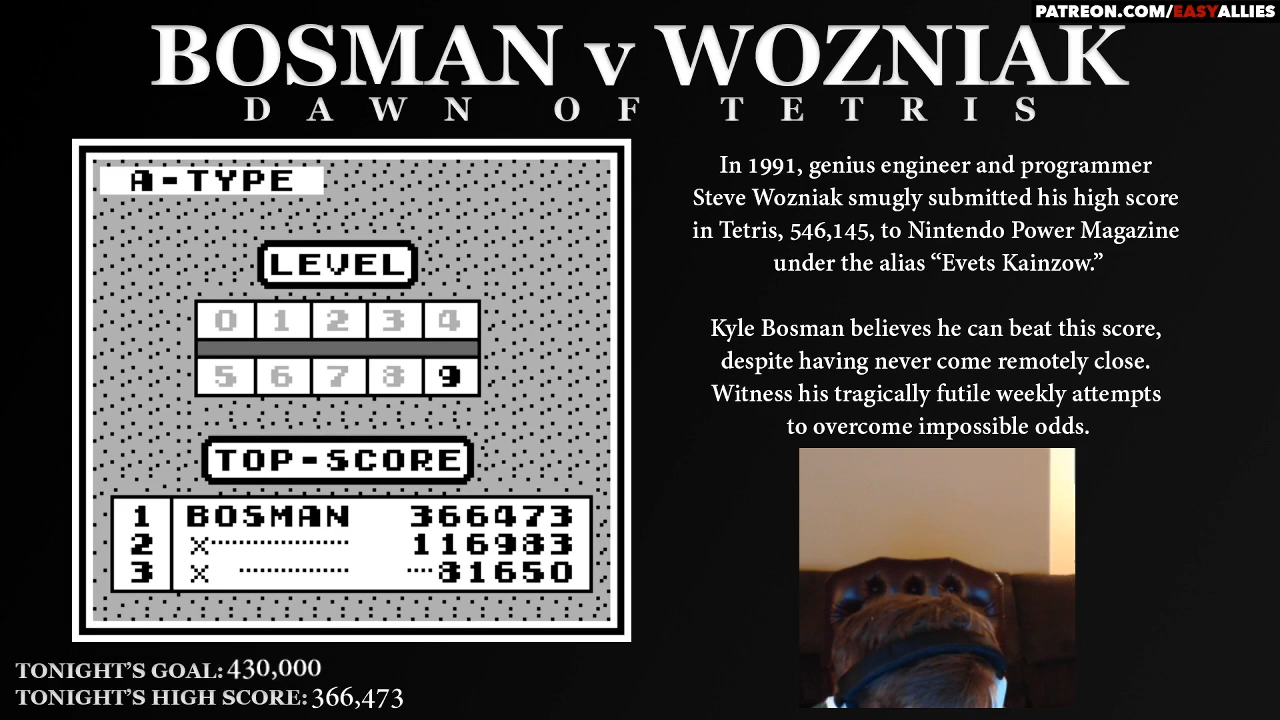 PATREON.COM/EASYALLIES
BOSMAN v WOZNIAK
DAWN OF TETRIS
A-TYPE
LEVEL
0 1 2 3 4
5 6 7 8 9
TOP-SCORE
1 BOSMAN 366473
2 x 116983
3 x 81650
In 1991, genius engineer and programmer
Steve Wozniak smugly submitted his high score
in Tetris, 546,145, to Nintendo Power Magazine
under the alias “Evets Kainzow.”
Kyle Bosman believes he can beat this score,
despite having never come remotely close.
Witness his tragically futile weekly attempts
to overcome impossible odds.
TONIGHT’S GOAL: 430,000
TONIGHT’S HIGH SCORE: 366,473